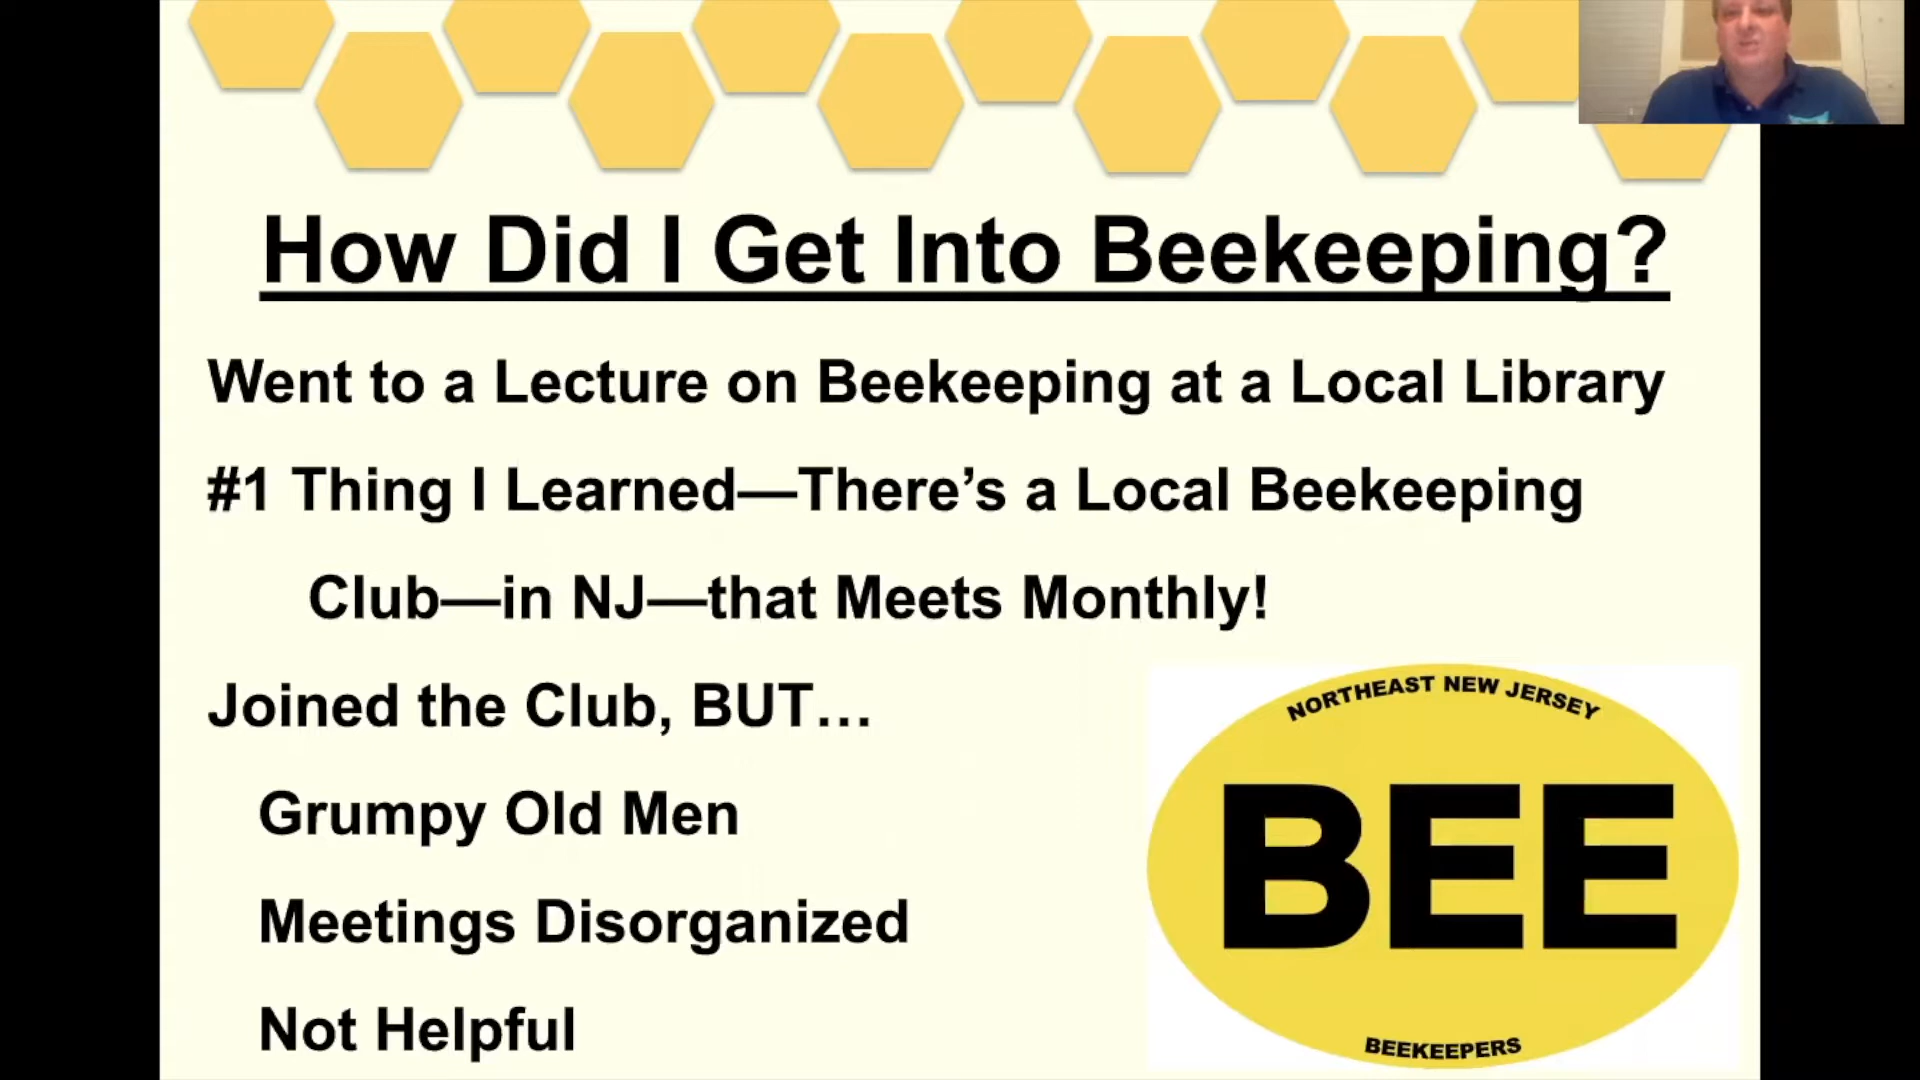 How Did I Get Into Beekeeping?
Went to a Lecture on Beekeeping at a Local Library
#1 Thing I Learned—There’s a Local Beekeeping
Club—in NJ—that Meets Monthly!
Joined the Club, BUT…
Grumpy Old Men
Meetings Disorganized
Not Helpful
NORTHEAST NEW JERSEY
BEE
BEEKEEPERS